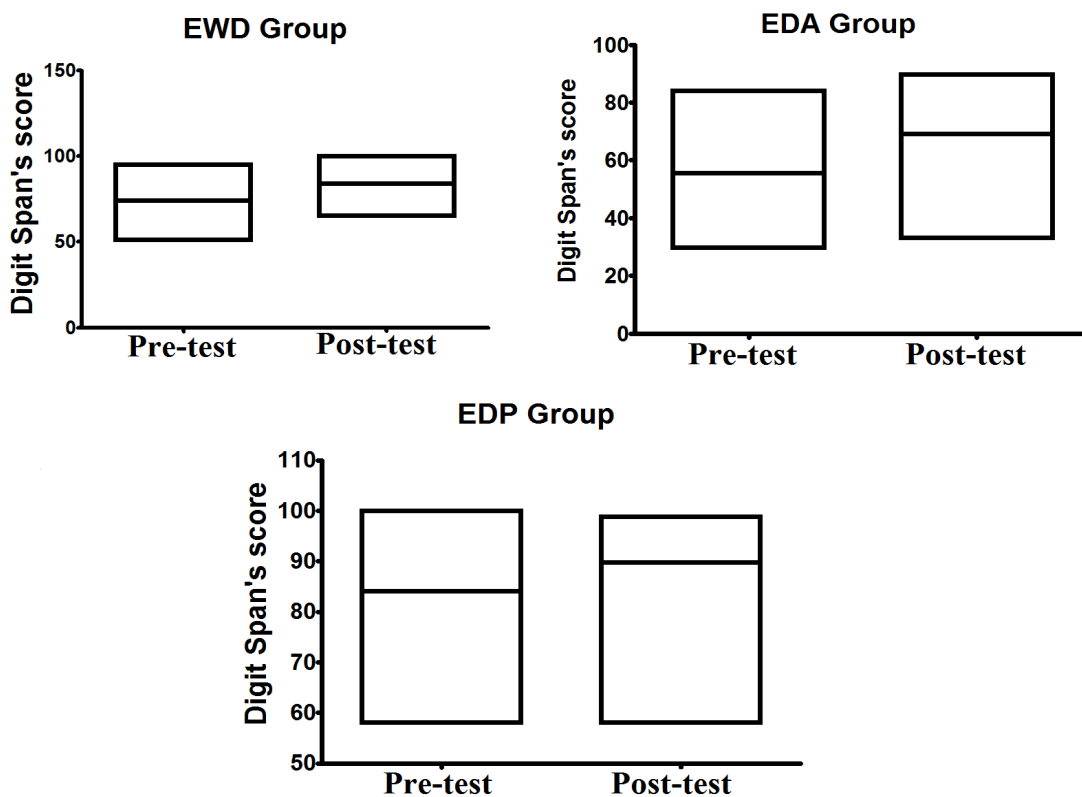 EWD Group
Digit Span's score
150
100
50
0
Pre-test
Post-test
EDA Group
Digit Span's score
100
80
60
40
20
0
Pre-test
Post-test
EDP Group
Digit Span's score
110
100
90
80
70
60
50
Pre-test
Post-test